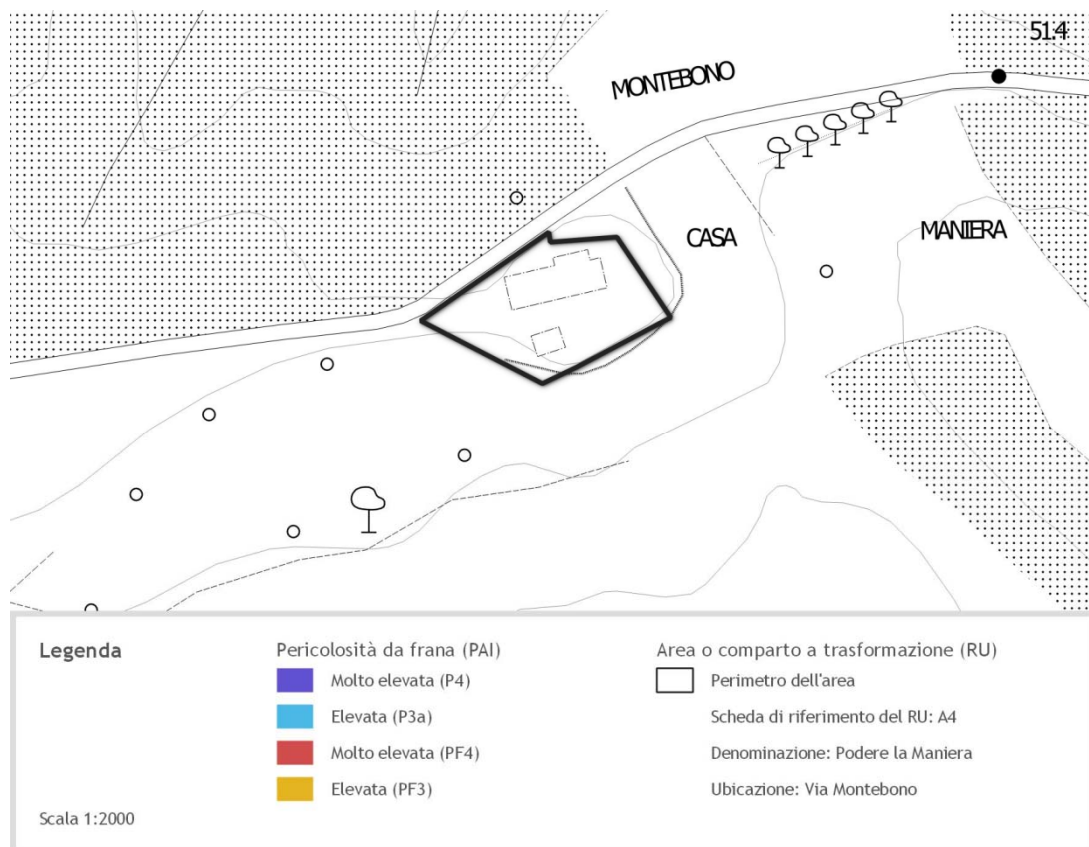 51.4
MONTEBONO
CASA
MANIERA
Legenda
Pericolosità da frana (PAI)
Molto elevata (P4)
Elevata (P3a)
Molto elevata (PF4)
Elevata (PF3)
Area o comparto a trasformazione (RU)
Perimetro dell'area
Scheda di riferimento del RU: A4
Denominazione: Podere la Maniera
Ubicazione: Via Montebono
Scala 1:2000